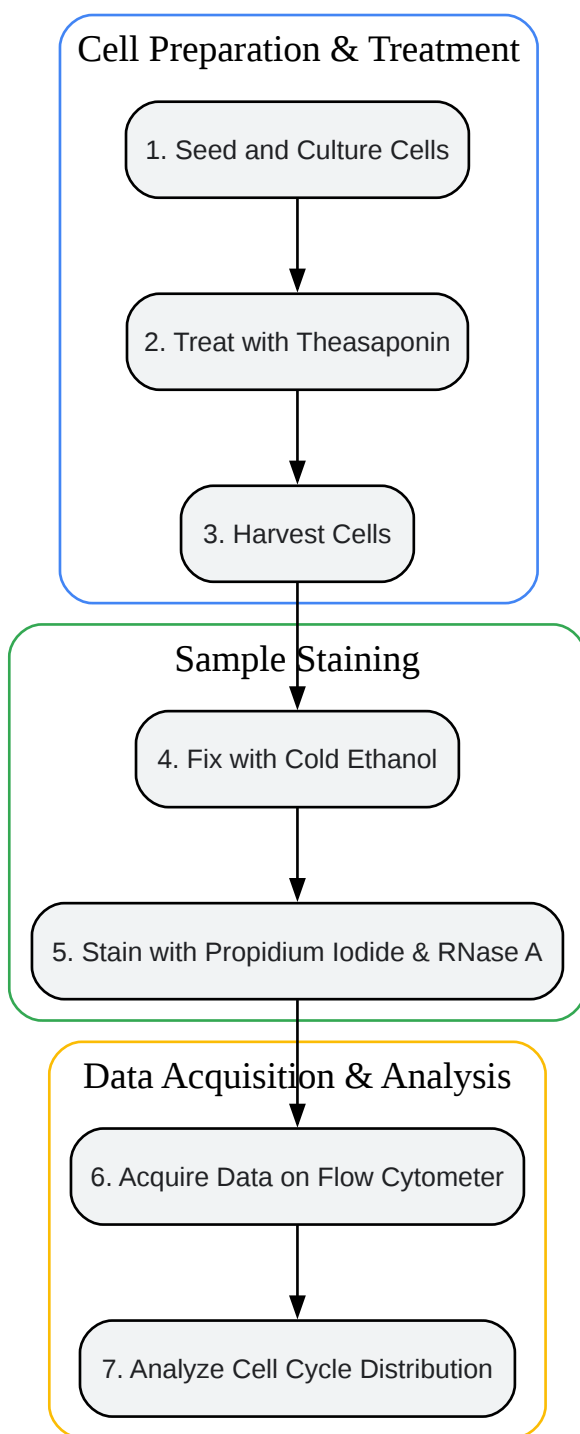 Cell Preparation & Treatment
1. Seed and Culture Cells
2. Treat with Theasaponin
3. Harvest Cells
Sample Staining
4. Fix with Cold Ethanol
5. Stain with Propidium Iodide & RNase A
Data Acquisition & Analysis
6. Acquire Data on Flow Cytometer
7. Analyze Cell Cycle Distribution